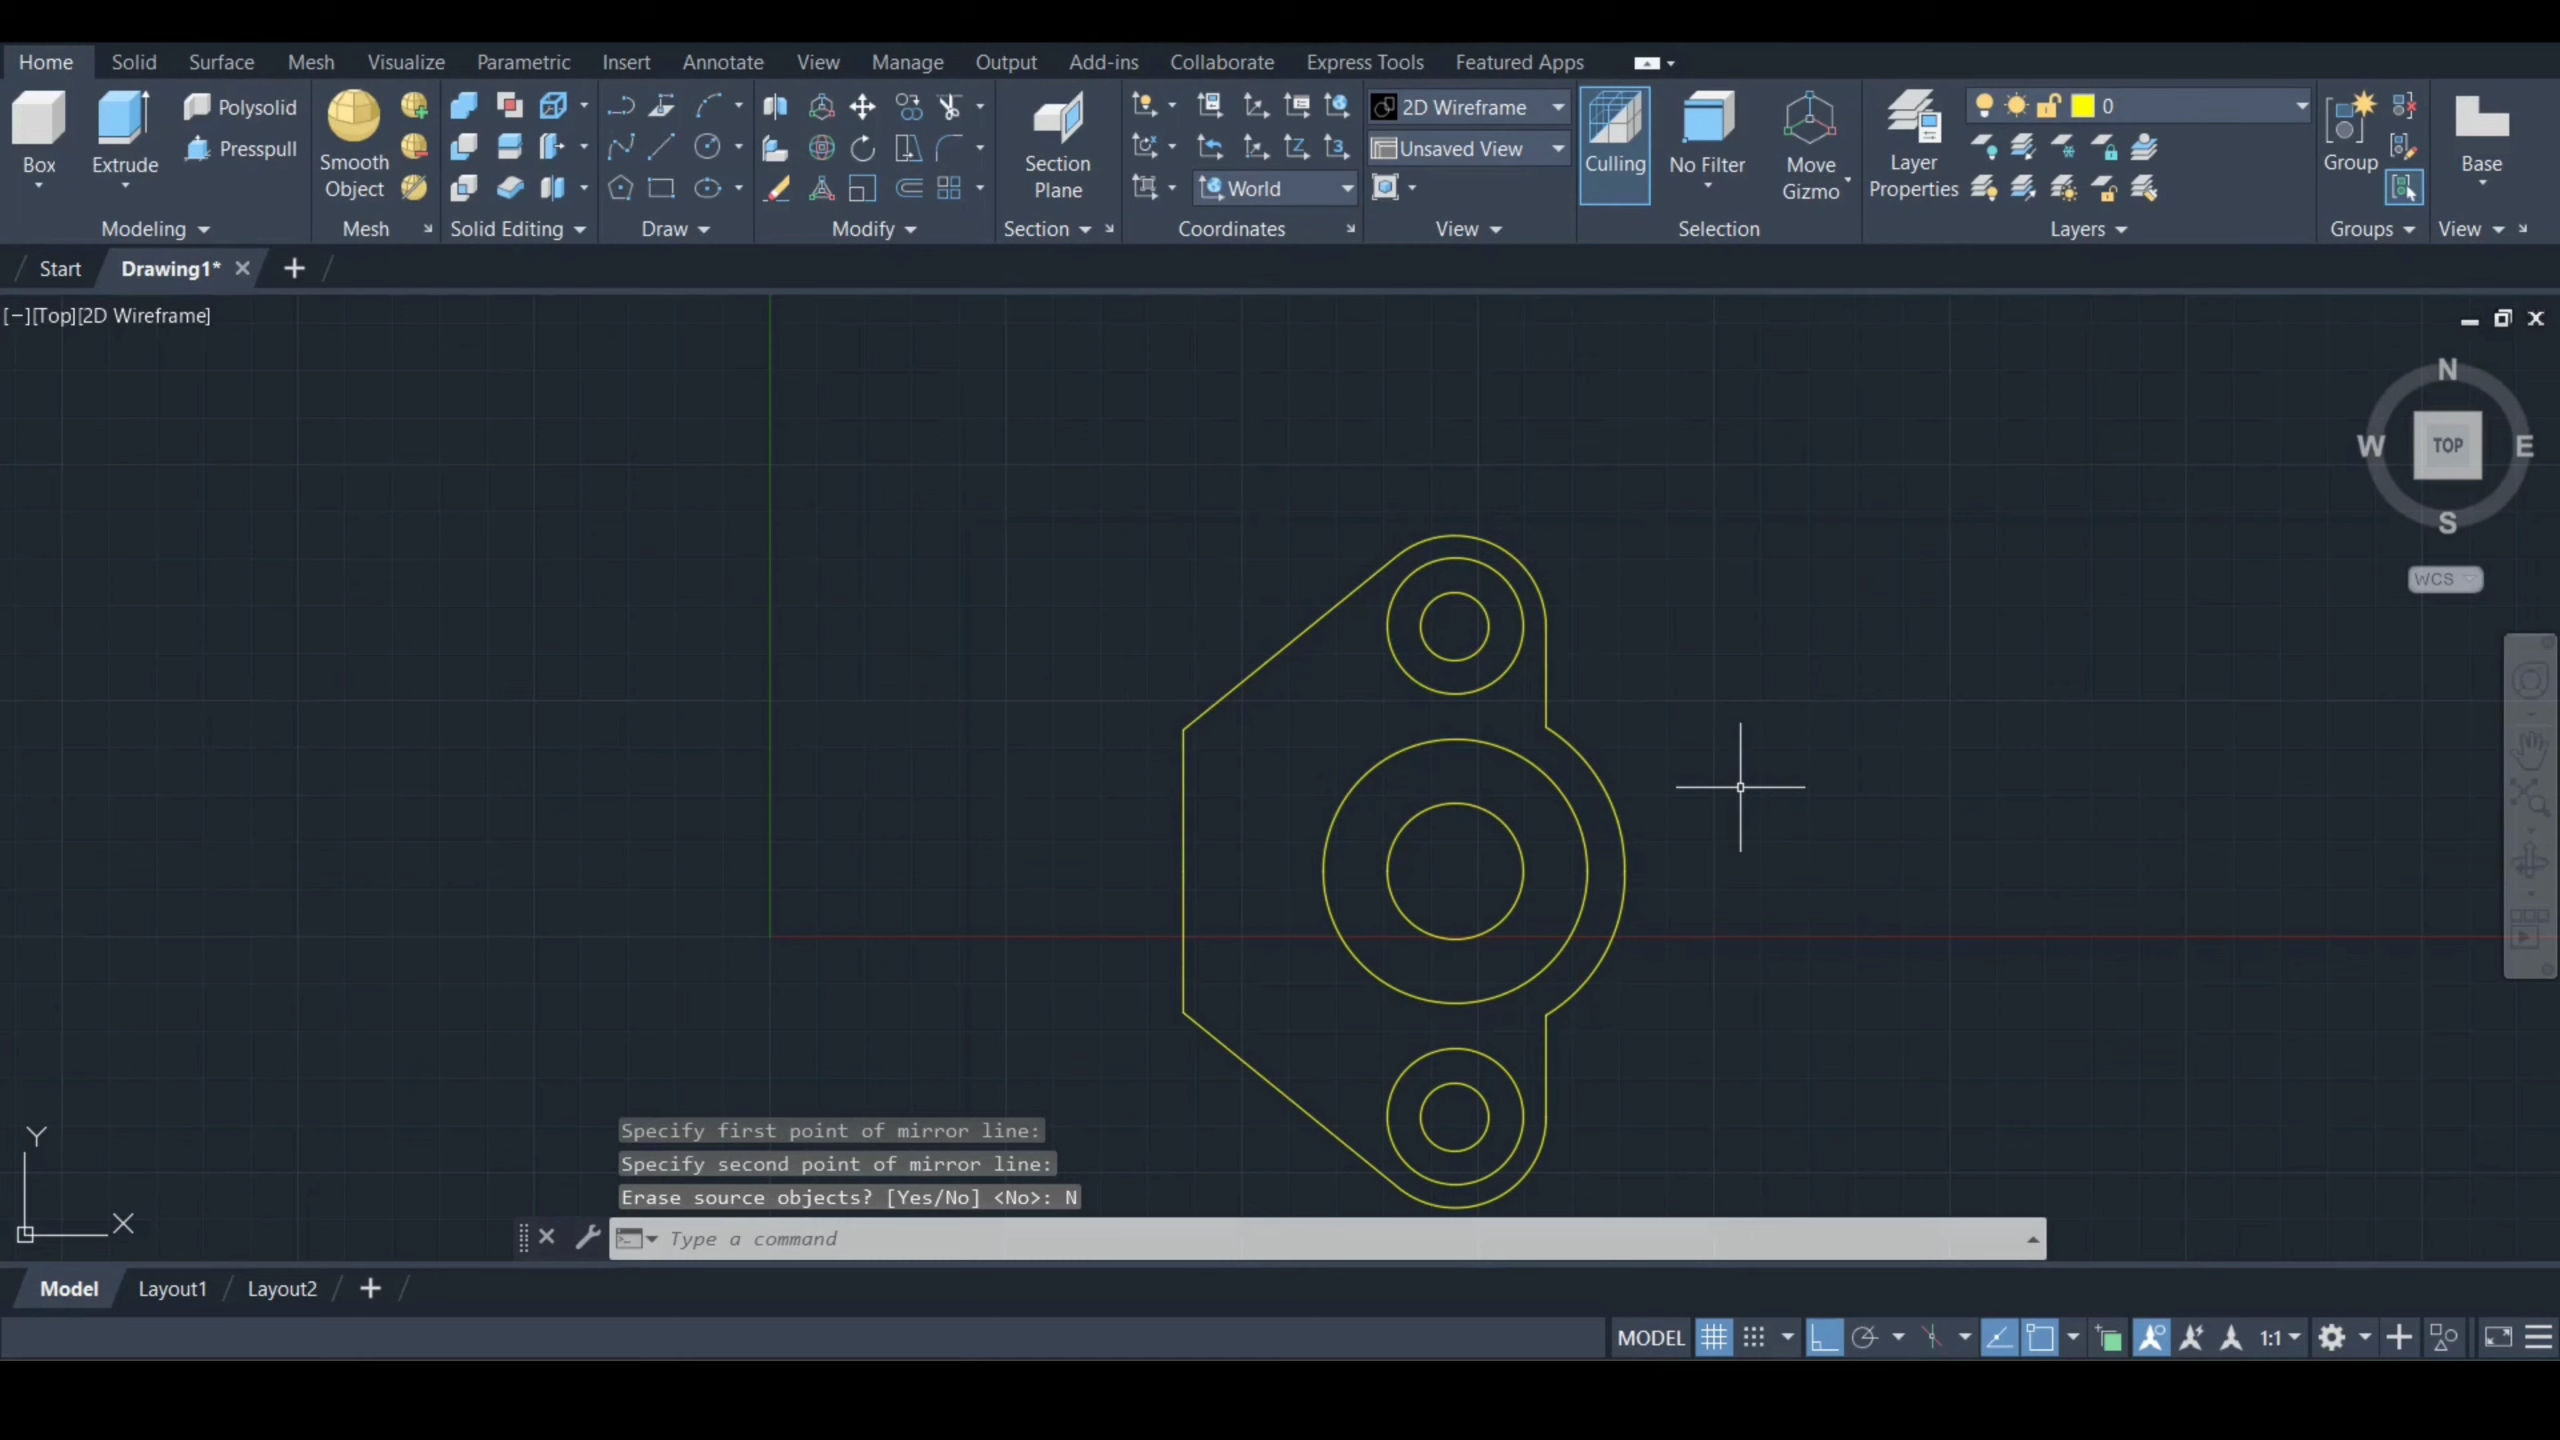 Home Solid Surface Mesh Visualize Parametric Insert Annotate View Manage Output Add-ins Collaborate Express Tools Featured Apps
Box
Extrude
Polysolid
Presspull
Smooth
Object
Section
Plane
World
2D Wireframe
Unsaved View
Culling
No Filter
Move
Gizmo
Layer
Properties
0
Group
Base
Modeling Mesh Solid Editing Draw Modify Section Coordinates View Selection Layers Groups View
Start Drawing1*
[−][Top][2D Wireframe]
N
W TOP E
S
WCS
Specify first point of mirror line:
Specify second point of mirror line:
Erase source objects? [Yes/No] <No>: N
Y
X
Type a command
Model Layout1 Layout2
MODEL 1:1